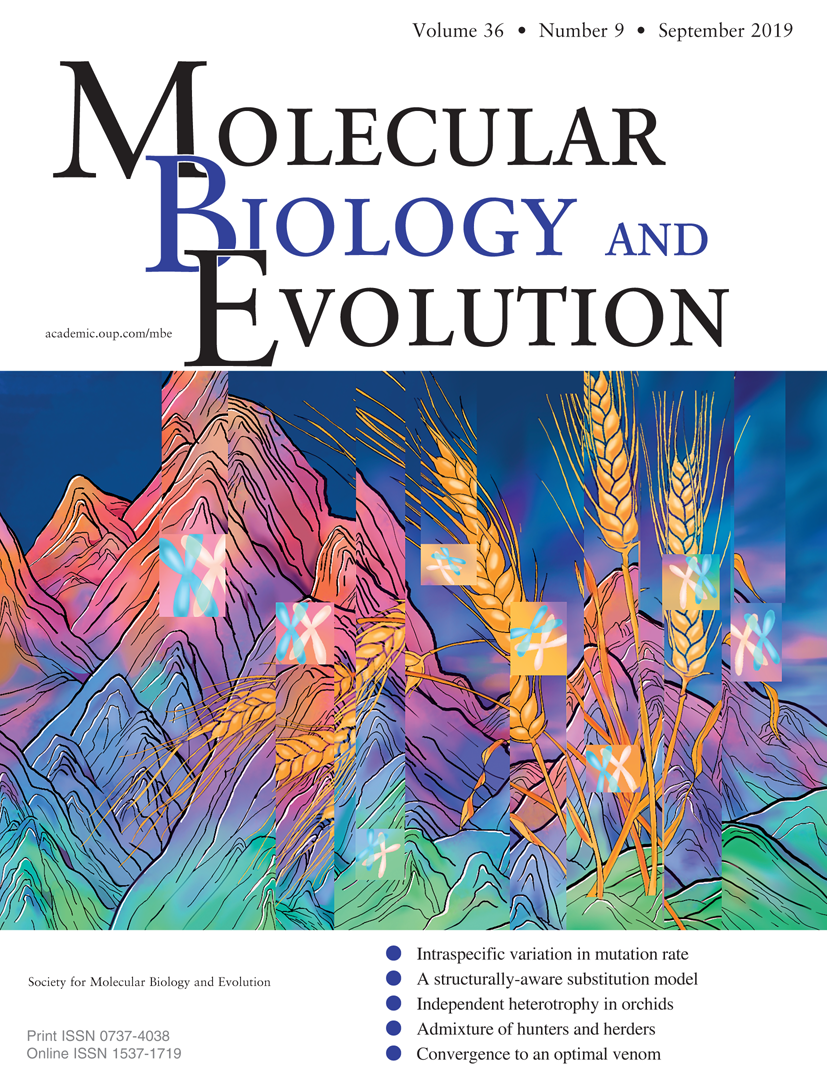 Volume 36 • Number 9 • September 2019
MOLECULAR
BIOLOGY AND
EVOLUTION
academic.oup.com/mbe
● Intraspecific variation in mutation rate
● A structurally-aware substitution model
● Independent heterotrophy in orchids
● Admixture of hunters and herders
● Convergence to an optimal venom
Society for Molecular Biology and Evolution
Print ISSN 0737-4038
Online ISSN 1537-1719